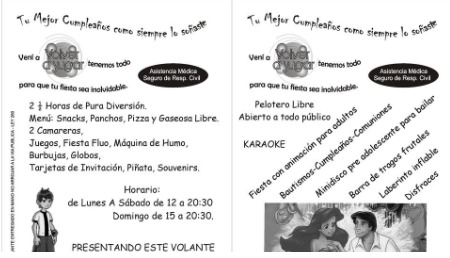 Tu Mejor Cumpleaños como siempre lo soñaste
Vení a volver a jugar tenemos todo
para que tu fiesta sea inolvidable.
Asistencia Médica
Seguro de Resp. Civil
2 ½ Horas de Pura Diversión.
Menú: Snacks, Panchos, Pizza y Gaseosa Libre.
2 Camareras,
Juegos, Fiesta Fluo, Máquina de Humo,
Burbujas, Globos,
Tarjetas de Invitación, Piñata, Souvenirs.
Horario:
de Lunes A Sábado de 12 a 20:30
Domingo de 15 a 20:30.
PRESENTANDO ESTE VOLANTE
Tu Mejor Cumpleaños como siempre lo soñaste
Vení a volver a jugar tenemos todo
para que tu fiesta sea inolvidable.
Asistencia Médica
Seguro de Resp. Civil
Pelotero Libre
Abierto a todo público
KARAOKE
Fiesta con animación para adultos
Bautismos-Cumpleaños-Comuniones
Minidisco pre adolescente para bailar
Barra de tragos frutales
Laberinto inflable
Disfraces